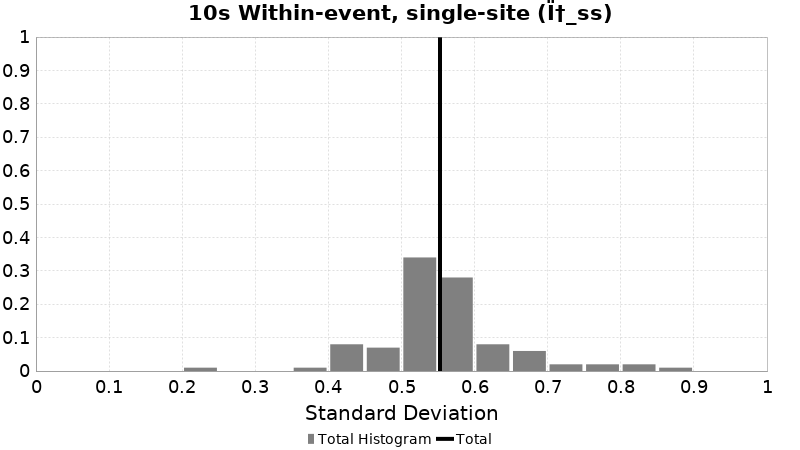 10s Within-event, single-site (Ï†_ss)
1
0.9
0.8
0.7
0.6
0.5
0.4
0.3
0.2
0.1
0
0 0.1 0.2 0.3 0.4 0.5 0.6 0.7 0.8 0.9 1
Standard Deviation
Total Histogram Total